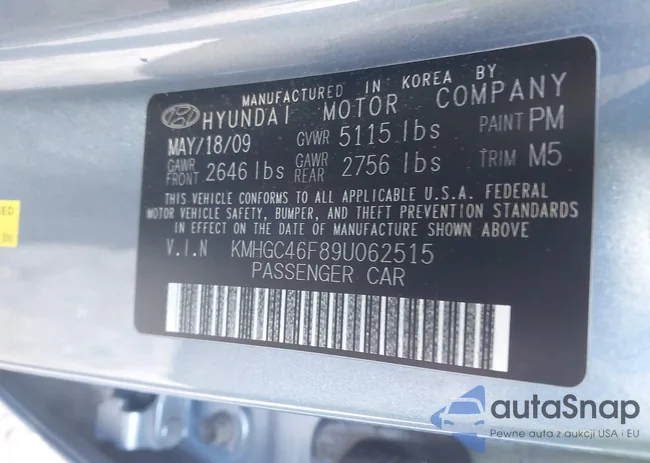 MANUFACTURED IN KOREA BY
HYUNDAI MOTOR COMPANY
MAY/18/09 GVWR 5115 lbs PAINT PM
GAWR FRONT 2646 lbs GAWR REAR 2756 lbs TRIM M5
THIS VEHICLE CONFORMS TO ALL APPLICABLE U.S.A. FEDERAL
MOTOR VEHICLE SAFETY, BUMPER, AND THEFT PREVENTION STANDARDS
IN EFFECT ON THE DATE OF MANUFACTURE SHOWN ABOVE
V.I.N KMHGC46F89U062515
PASSENGER CAR
autaSnap
Pewne auta z aukcji USA i EU